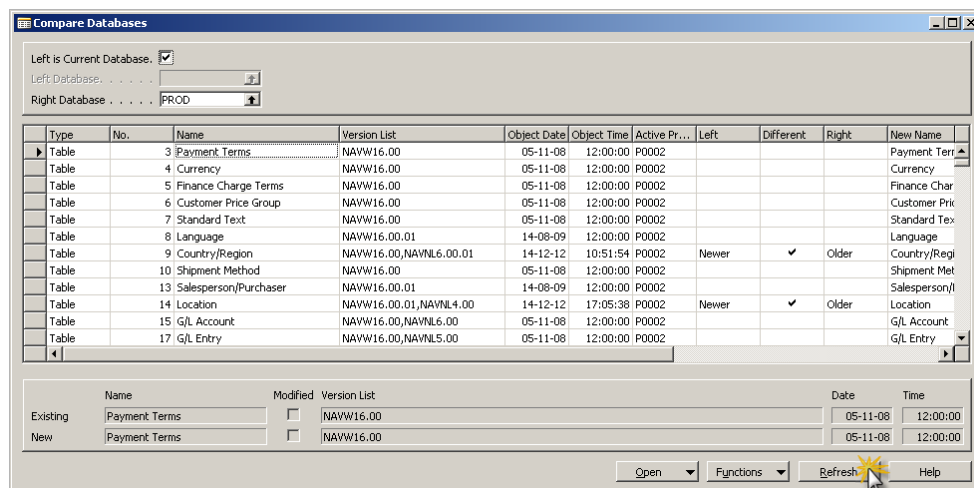 Compare Databases
Left is Current Database.
Left Database. . . . . .
Right Database . . . . . PROD
Type No. Name Version List Object Date Object Time Active Pr... Left Different Right New Name
Table 3 Payment Terms NAVW16.00 05-11-08 12:00:00 P0002 Payment Terr
Table 4 Currency NAVW16.00 05-11-08 12:00:00 P0002 Currency
Table 5 Finance Charge Terms NAVW16.00 05-11-08 12:00:00 P0002 Finance Char
Table 6 Customer Price Group NAVW16.00 05-11-08 12:00:00 P0002 Customer Pric
Table 7 Standard Text NAVW16.00 05-11-08 12:00:00 P0002 Standard Tex
Table 8 Language NAVW16.00.01 14-08-09 12:00:00 P0002 Language
Table 9 Country/Region NAVW16.00,NAVNL6.00.01 14-12-12 10:51:54 P0002 Newer ✔ Older Country/Regi
Table 10 Shipment Method NAVW16.00 05-11-08 12:00:00 P0002 Shipment Met
Table 13 Salesperson/Purchaser NAVW16.00.01 14-08-09 12:00:00 P0002 Salesperson/
Table 14 Location NAVW16.00.01,NAVNL4.00 14-12-12 17:05:38 P0002 Newer ✔ Older Location
Table 15 G/L Account NAVW16.00,NAVNL6.00 05-11-08 12:00:00 P0002 G/L Account
Table 17 G/L Entry NAVW16.00,NAVNL5.00 05-11-08 12:00:00 P0002 G/L Entry
Name Modified Version List Date Time
Existing Payment Terms NAVW16.00 05-11-08 12:00:00
New Payment Terms NAVW16.00 05-11-08 12:00:00
Open Functions Refresh Help